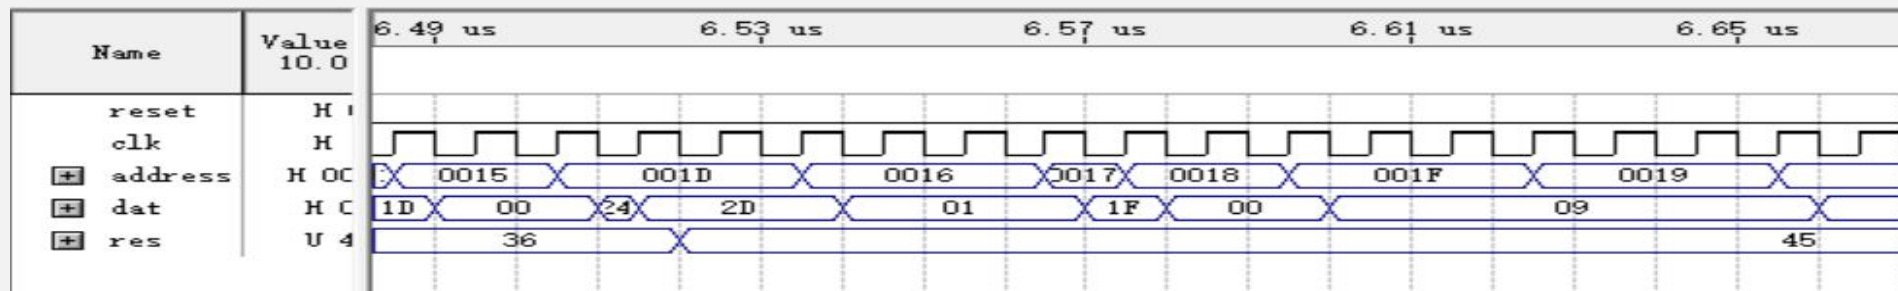 Name Value 10.0 6.49 us 6.53 us 6.57 us 6.61 us 6.65 us
reset H
clk H
address H 00 0015 001D 0016 0017 0018 001F 0019
dat H 1D 00 24 2D 01 1F 00 09
res U 4 36 45